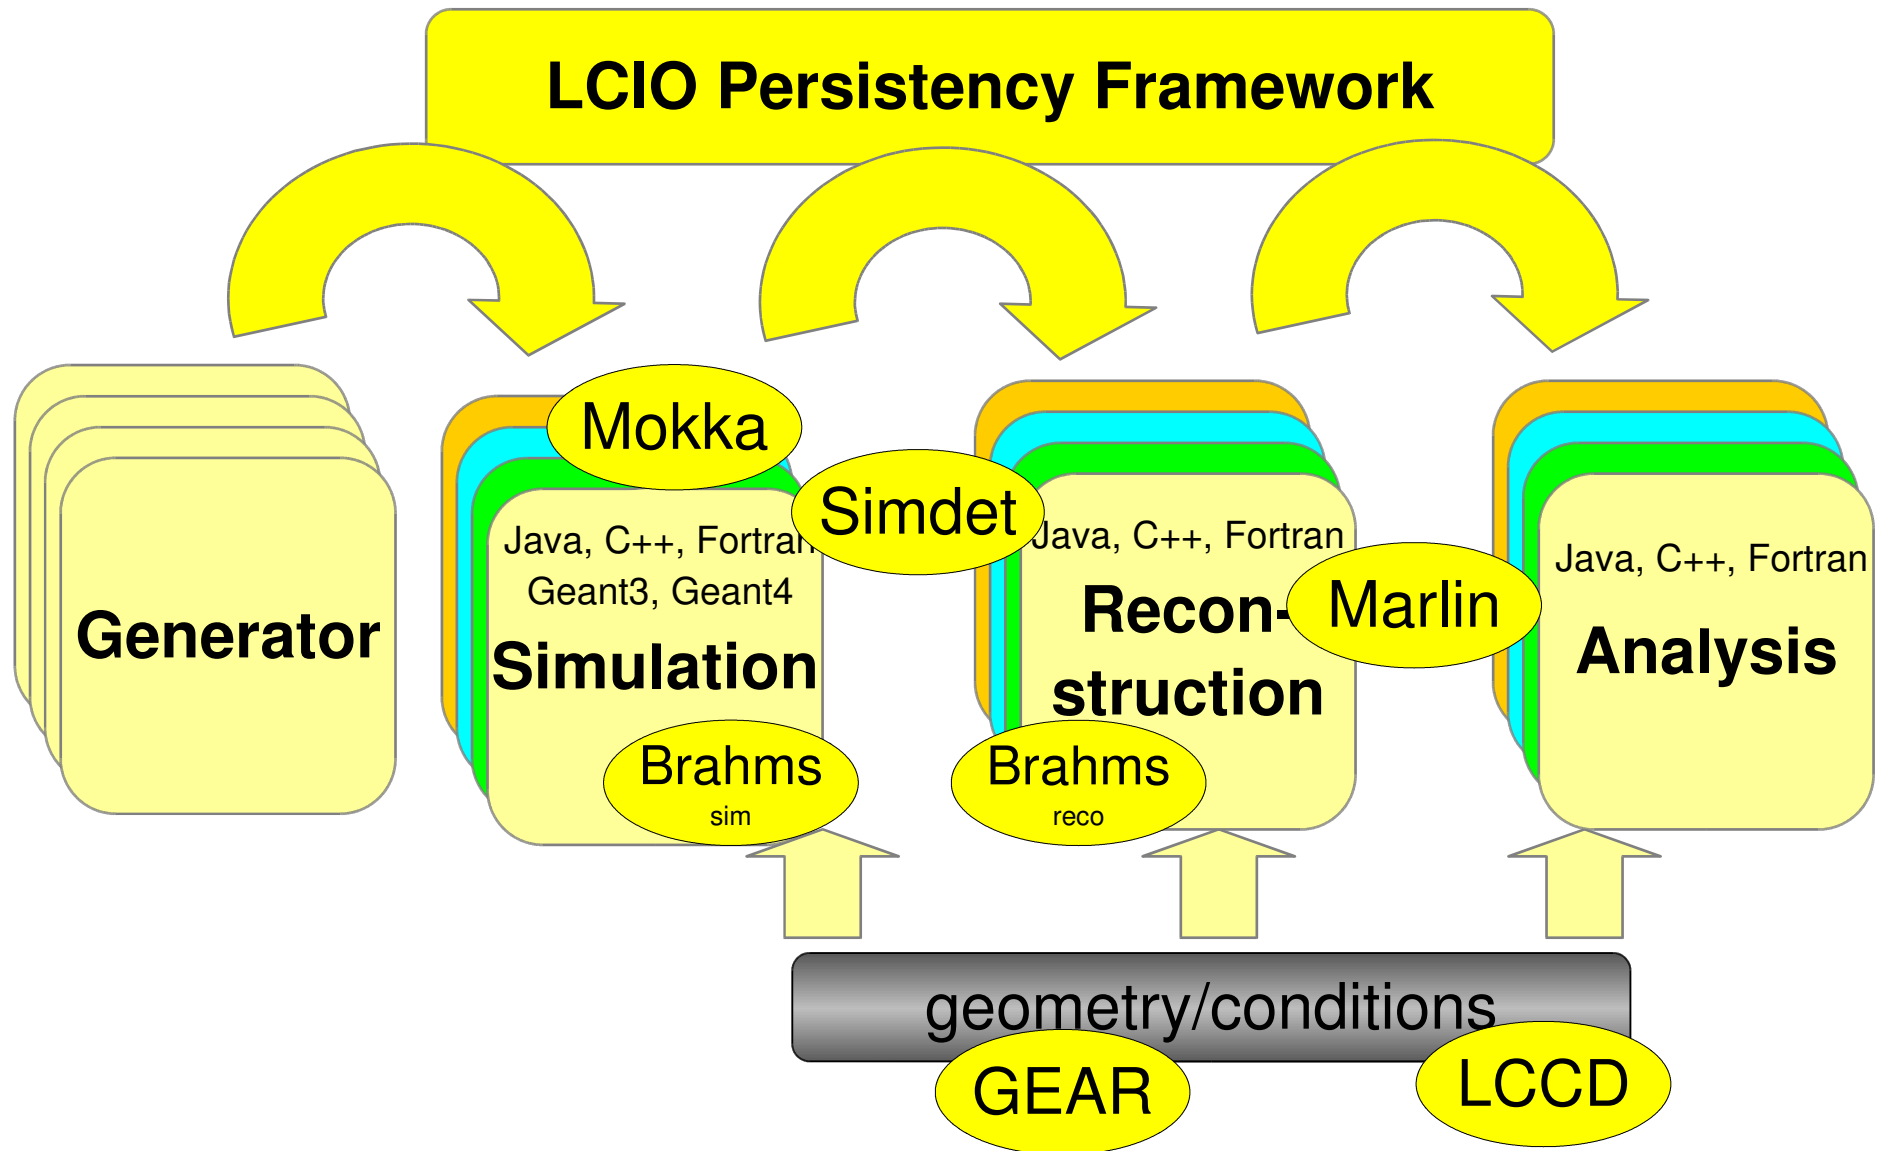 LCIO Persistency Framework
Generator
Mokka
Java, C++, Fortran
Geant3, Geant4
Simulation
Brahms
sim
Simdet
Java, C++, Fortran
Recon-
struction
Brahms
reco
Marlin
Java, C++, Fortran
Analysis
geometry/conditions
GEAR
LCCD